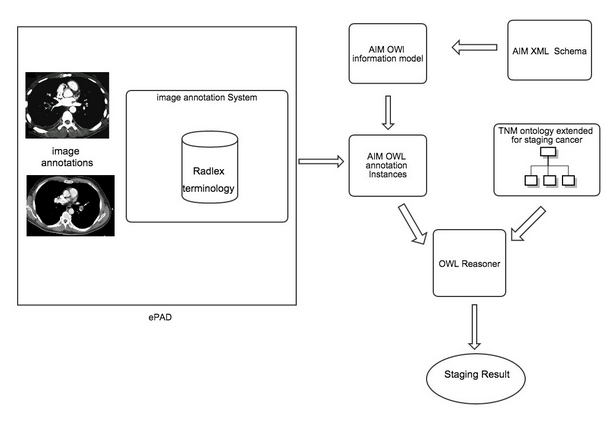 image annotation System
image
annotations
Radlex
terminology
ePAD
AIM OWl
information model
AIM XML Schema
AIM OWL
annotation
Instances
TNM ontology extended
for staging cancer
OWL Reasoner
Staging Result